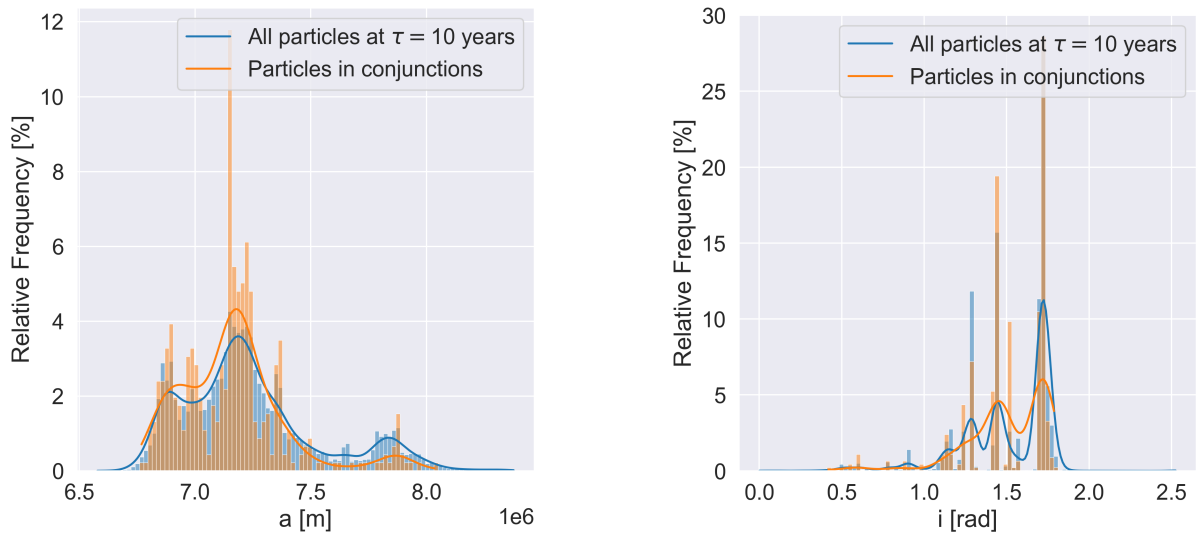 All particles at τ = 10 years
Particles in conjunctions
Relative Frequency [%]
12
10
8
6
4
2
0
6.5 7.0 7.5 8.0
a [m]
1e6
All particles at τ = 10 years
Particles in conjunctions
Relative Frequency [%]
30
25
20
15
10
5
0
0.0 0.5 1.0 1.5 2.0 2.5
i [rad]